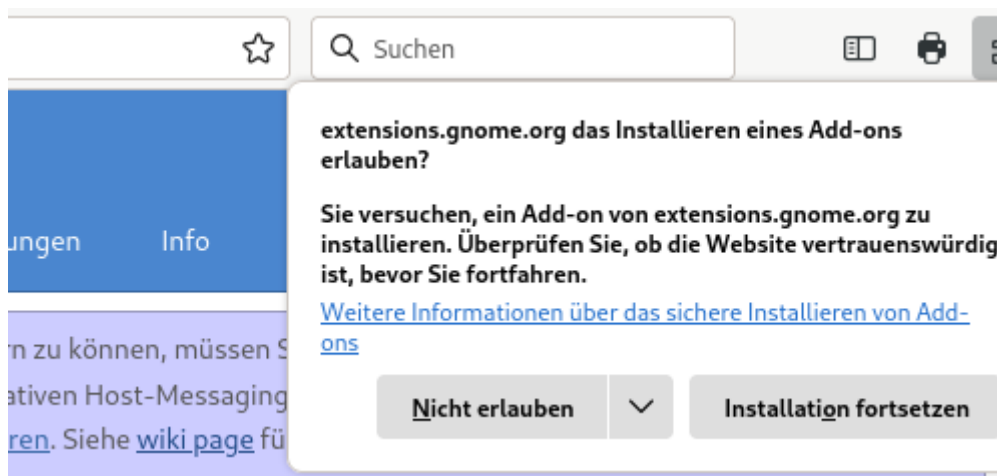 Suchen
extensions.gnome.org das Installieren eines Add-ons
erlauben?
Sie versuchen, ein Add-on von extensions.gnome.org zu
installieren. Überprüfen Sie, ob die Website vertrauenswürdig
ist, bevor Sie fortfahren.
Weitere Informationen über das sichere Installieren von Add-
ons
Nicht erlauben
Installation fortsetzen
ungen Info
rn zu können, müssen S
ativen Host-Messaging
ren. Siehe wiki page fü